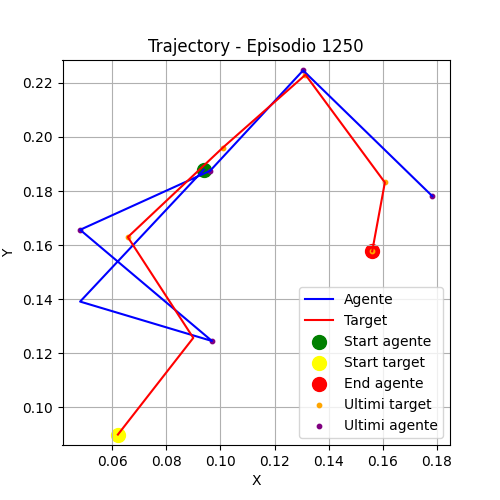 Trajectory - Episodio 1250
Y
0.22
0.20
0.18
0.16
0.14
0.12
0.10
Agente
Target
Start agente
Start target
End agente
Ultimi target
Ultimi agente
0.06 0.08 0.10 0.12 0.14 0.16 0.18
X